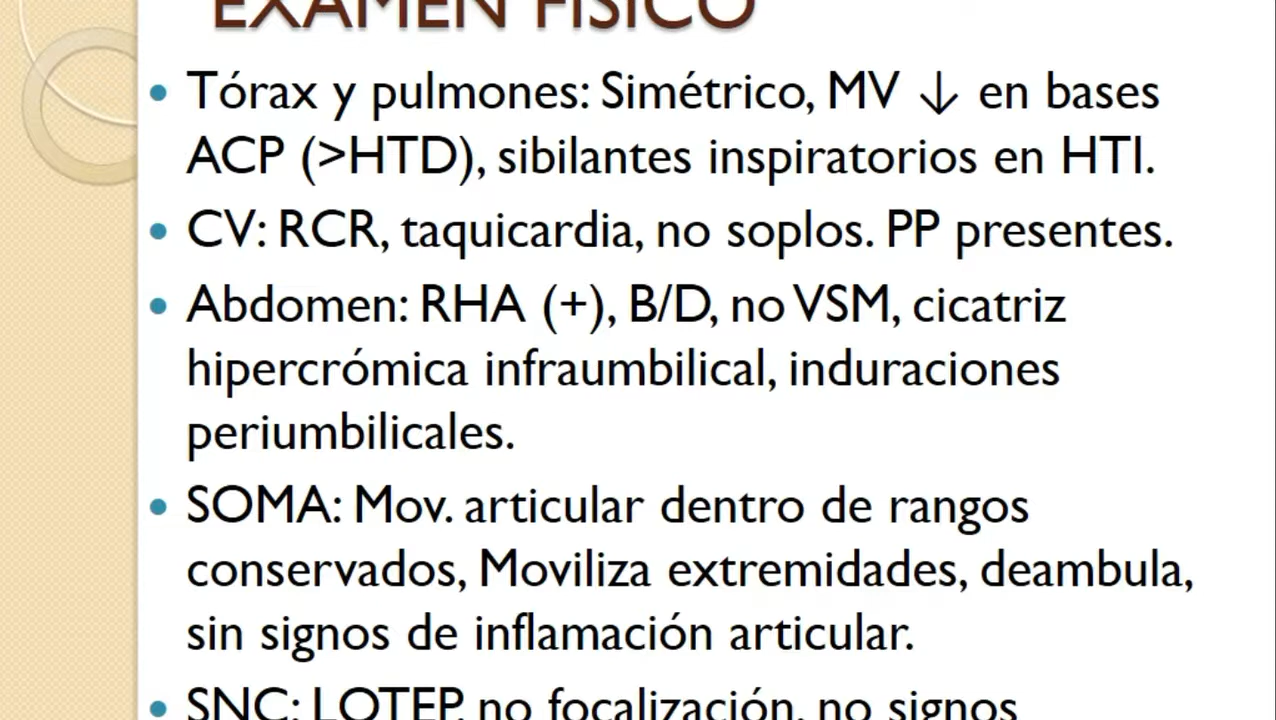 EXAMEN FÍSICO
• Tórax y pulmones: Simétrico, MV ↓ en bases
ACP (>HTD), sibilantes inspiratorios en HTI.
• CV: RCR, taquicardia, no soplos. PP presentes.
• Abdomen: RHA (+), B/D, no VSM, cicatriz
hipercrómica infraumbilical, induraciones
periumbilicales.
• SOMA: Mov. articular dentro de rangos
conservados, Moviliza extremidades, deambula,
sin signos de inflamación articular.
• SNC: LOTEP, no focalización, no signos